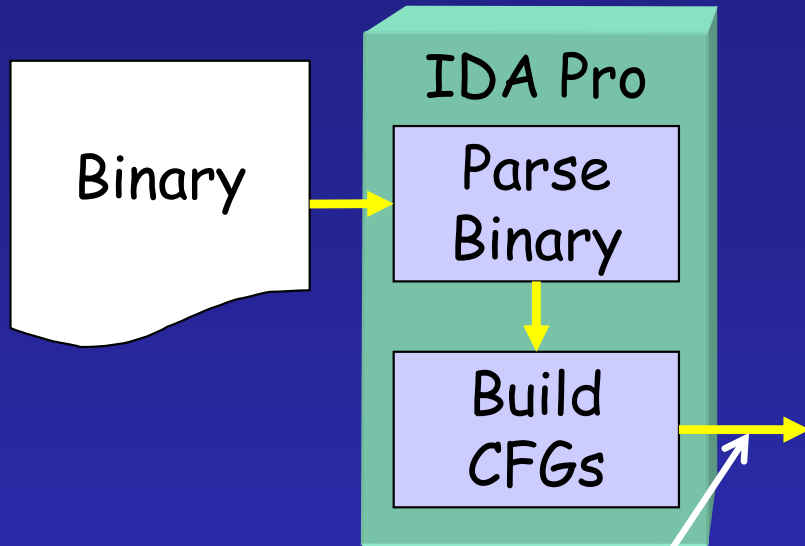 Binary
IDA Pro
Parse
Binary
Build
CFGs